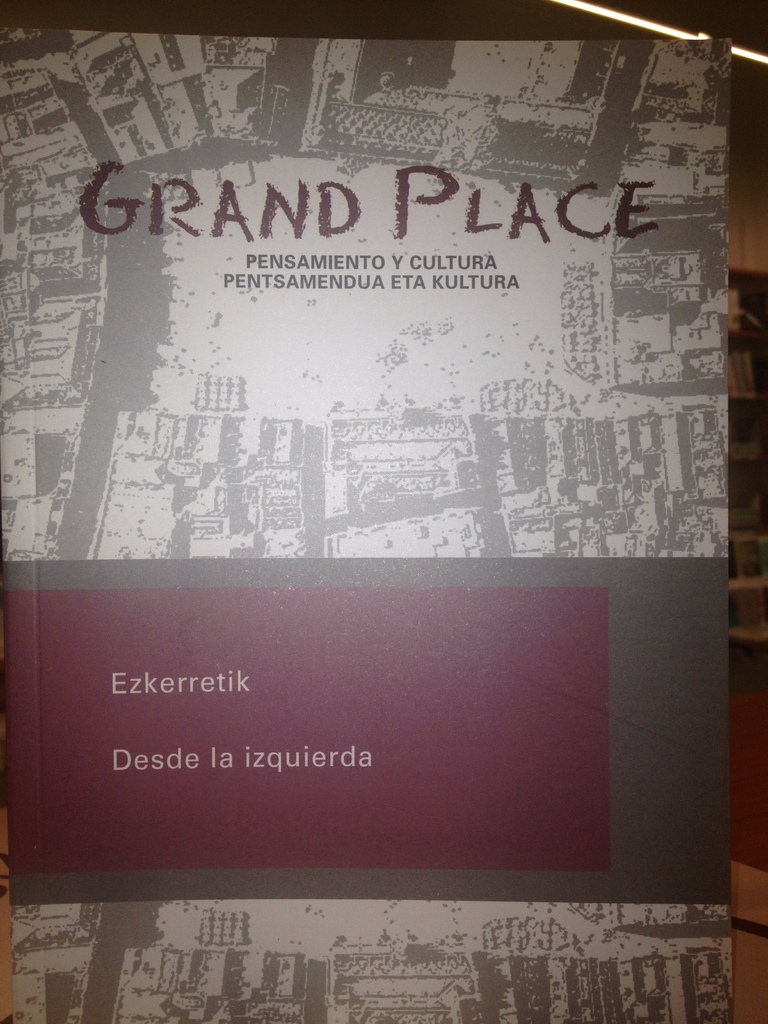 GRAND PLACE
PENSAMIENTO Y CULTURA
PENTSAMENDUA ETA KULTURA
Ezkerretik
Desde la izquierda